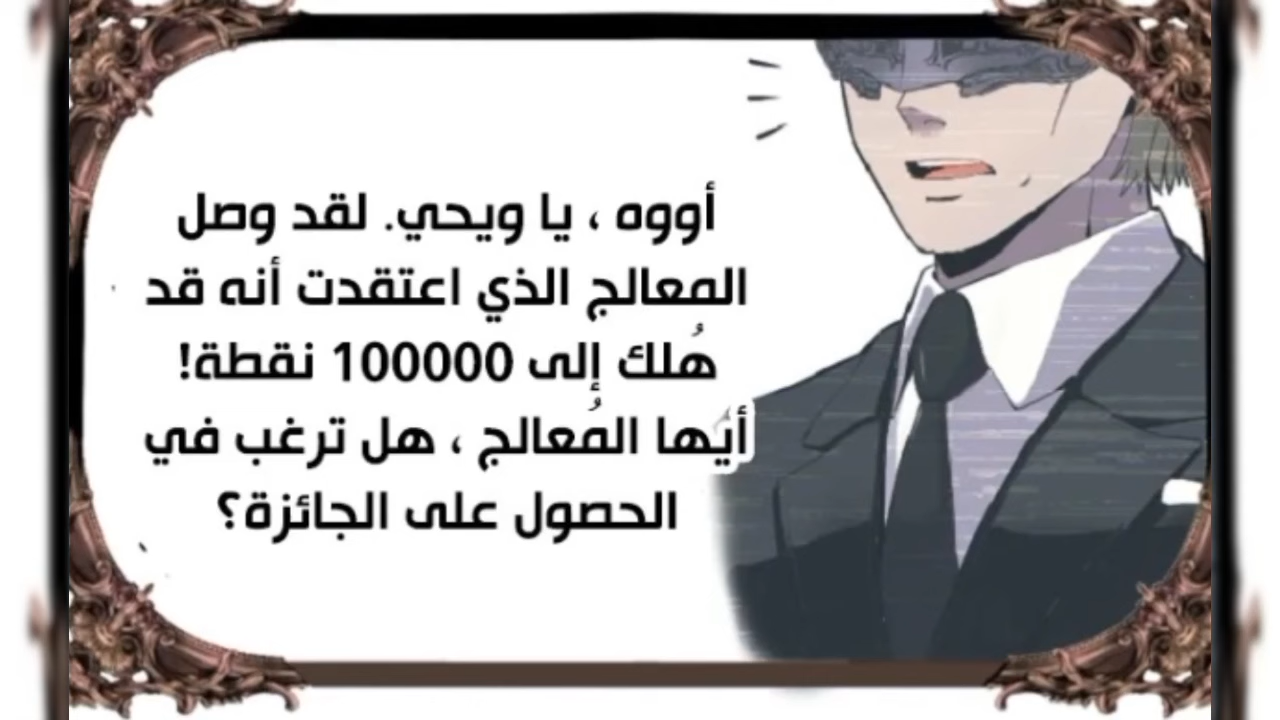 أووه ، يا ويحي. لقد وصل
المعالج الذي اعتقدت أنه قد
هُلك إلى 100000 نقطة!
أيها المُعالج ، هل ترغب في
الحصول على الجائزة؟